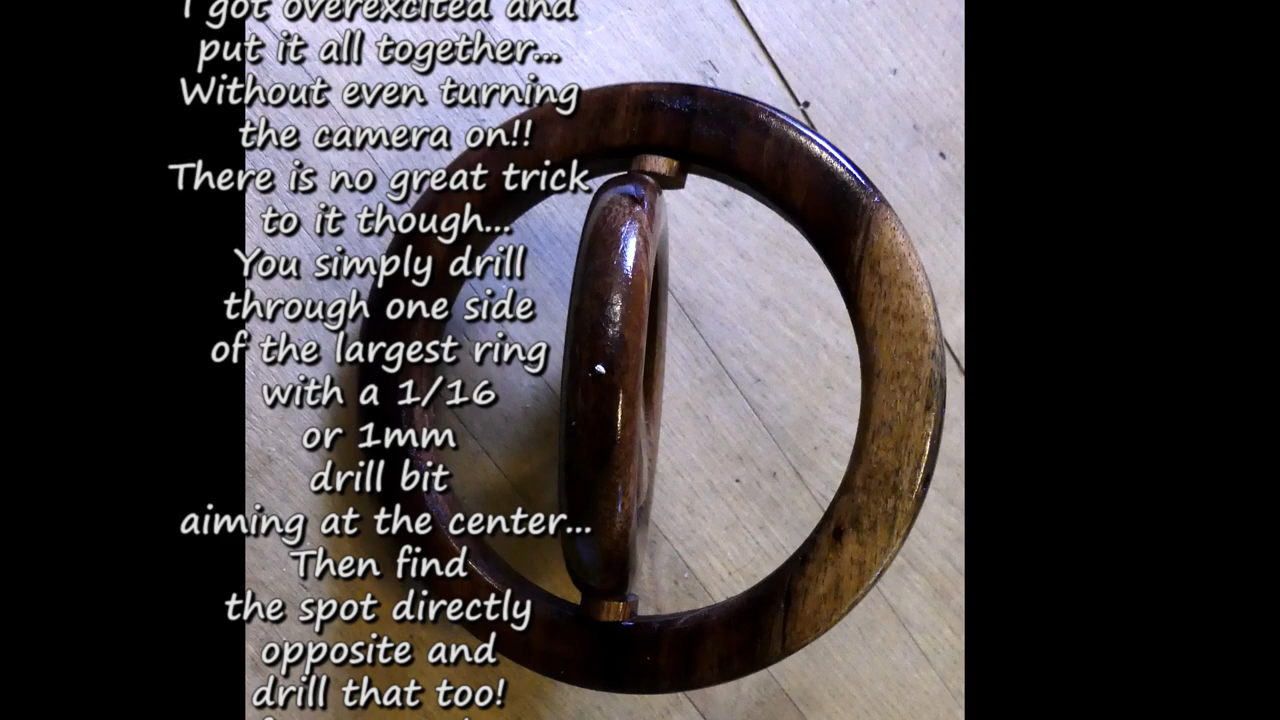 I got overexcited and
put it all together...
Without even turning
the camera on!!
There is no great trick
to it though...
You simply drill
through one side
of the largest ring
with a 1/16
or 1mm
drill bit
aiming at the center...
Then find
the spot directly
opposite and
drill that too!